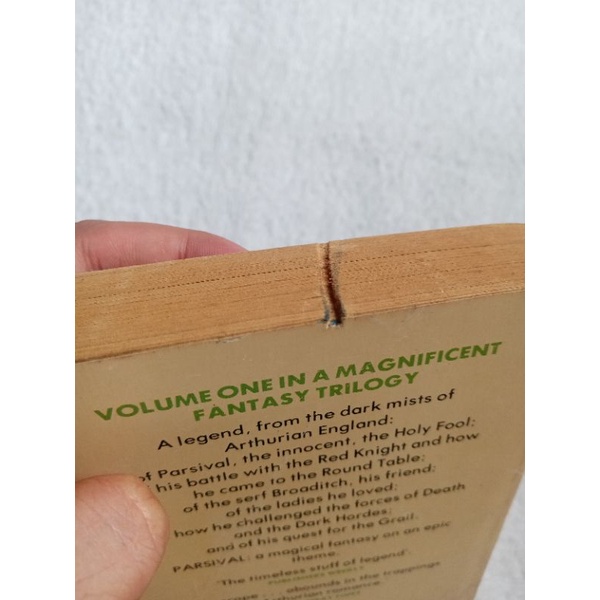 VOLUME ONE IN A MAGNIFICENT
FANTASY TRILOGY
A legend, from the dark mists of
Arthurian England:
of Parsival, the innocent, the Holy Fool;
his battle with the Red Knight and how
he came to the Round Table;
of the serf Broaditch, his friend;
of the ladies he loved;
how he challenged the forces of Death
and the Dark Hordes;
and of his quest for the Grail.
PARSIVAL: a magical fantasy on an epic
theme.
'The timeless stuff of legend'.
PUBLISHERS WEEKLY
abounds in the trappings
Arthurian romance